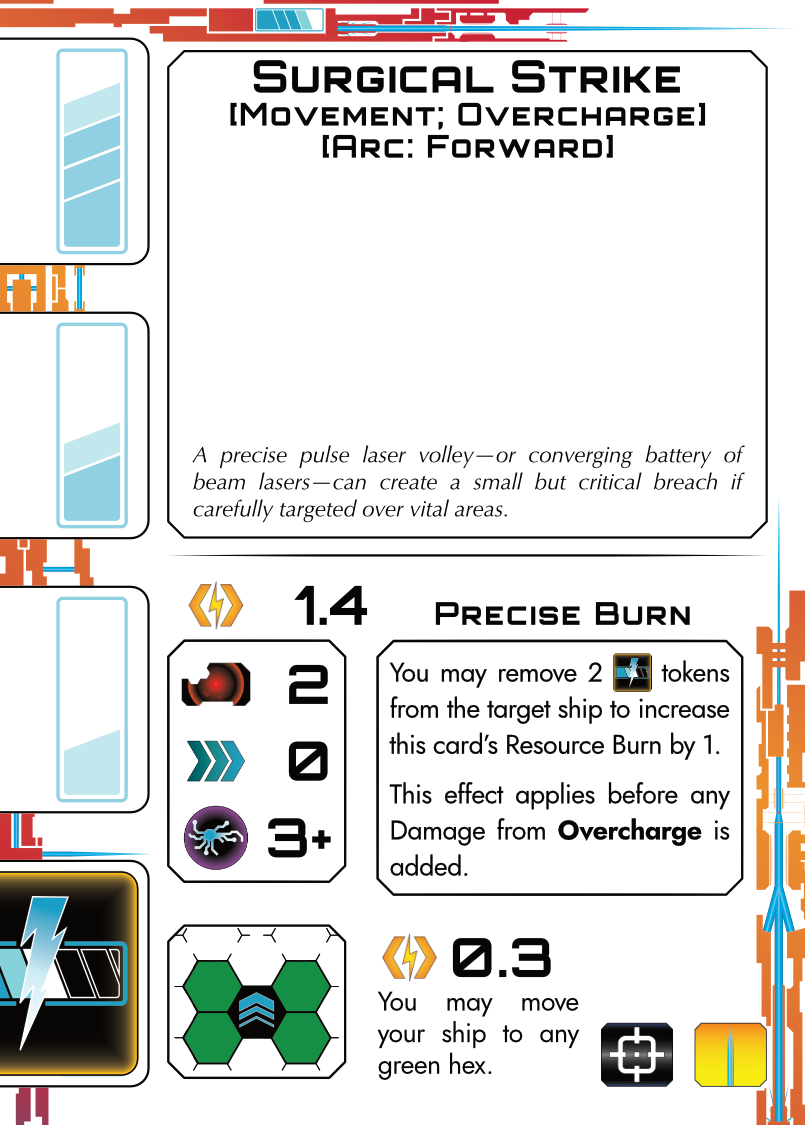 Surgical Strike
[Movement; Overcharge]
[Arc: Forward]
A precise pulse laser volley—or converging battery of
beam lasers—can create a small but critical breach if
carefully targeted over vital areas.
1.4
2
0
3+
Precise Burn
You may remove 2 tokens
from the target ship to increase
this card's Resource Burn by 1.
This effect applies before any
Damage from Overcharge is
added.
0.3
You may move
your ship to any
green hex.